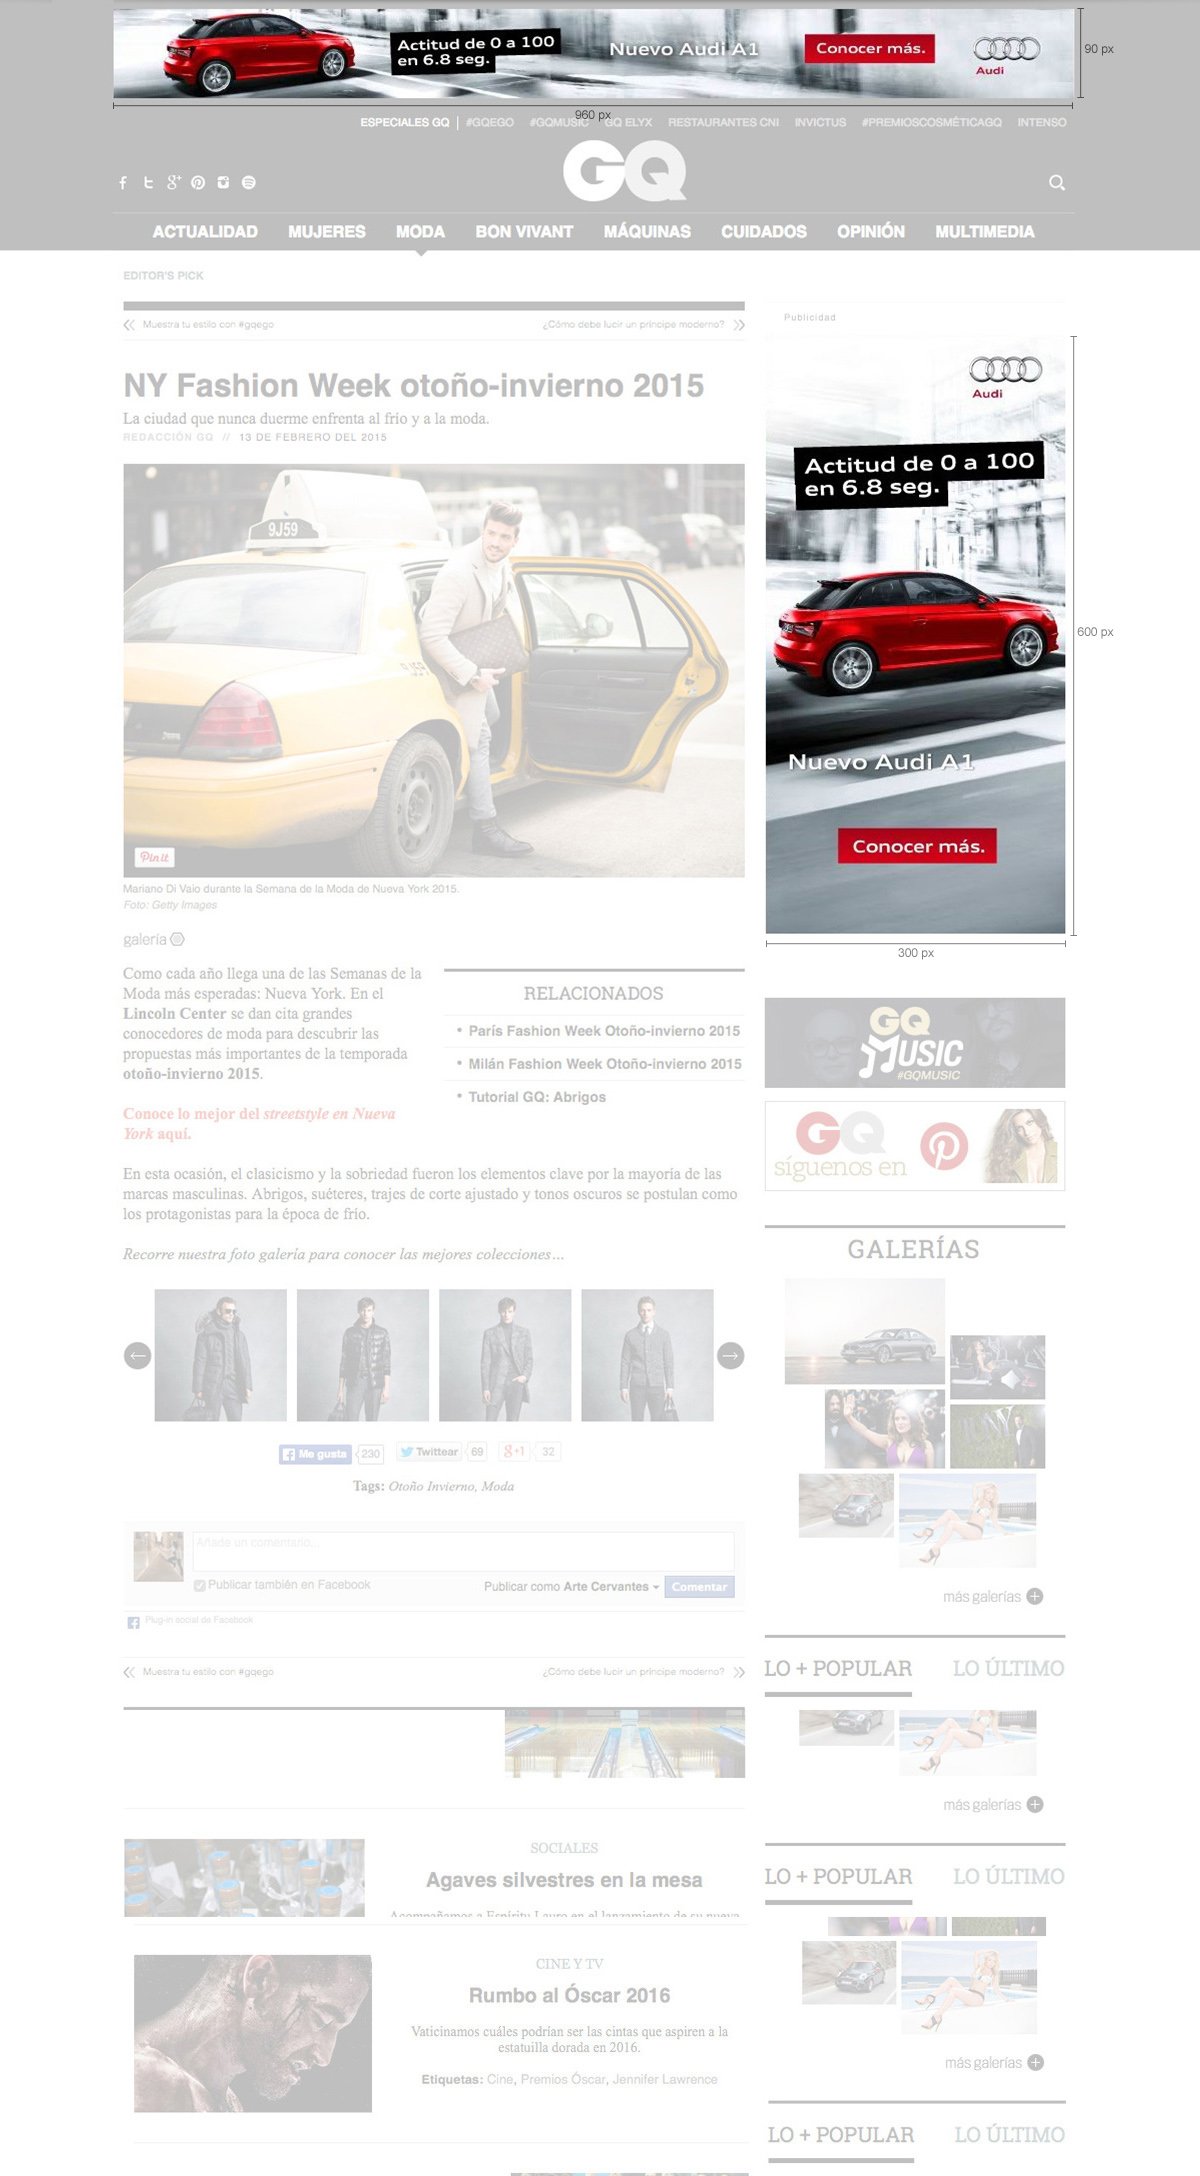 Actitud de 0 a 100
en 6.8 seg.
Nuevo Audi A1
Conocer más.
Audi
90 px
960 px
ESPECIALES GQ
#GQEGO
#GQMUSIC
GQ ELYX
RESTAURANTES CNI
INVICTUS
#PREMIOSCOSMÉTICAGQ
INTENSO
GQ
ACTUALIDAD
MUJERES
MODA
BON VIVANT
MÁQUINAS
CUIDADOS
OPINIÓN
MULTIMEDIA
EDITOR'S PICK
Muestra tu estilo con #gqego
¿Cómo debe lucir un príncipe moderno?
NY Fashion Week otoño-invierno 2015
La ciudad que nunca duerme enfrenta al frío y a la moda.
REDACCIÓN GQ // 13 DE FEBRERO DEL 2015
9J59
Pin it
Mariano Di Vaio durante la Semana de la Moda de Nueva York 2015.
Foto: Getty Images
galería
Como cada año llega una de las Semanas de la
Moda más esperadas: Nueva York. En el
Lincoln Center se dan cita grandes
conocedores de moda para descubrir las
propuestas más importantes de la temporada
otoño-invierno 2015.
RELACIONADOS
• París Fashion Week Otoño-invierno 2015
• Milán Fashion Week Otoño-invierno 2015
• Tutorial GQ: Abrigos
Conoce lo mejor del streetstyle en Nueva
York aquí.
En esta ocasión, el clasicismo y la sobriedad fueron los elementos clave por la mayoría de las
marcas masculinas. Abrigos, suéteres, trajes de corte ajustado y tonos oscuros se postulan como
los protagonistas para la época de frío.
Recorre nuestra foto galería para conocer las mejores colecciones…
Me gusta
230
Twittear
69
g+1
32
Tags: Otoño Invierno, Moda
Añade un comentario...
Publicar también en Facebook
Publicar como Arte Cervantes
Comentar
Plug-in social de Facebook
Muestra tu estilo con #gqego
¿Cómo debe lucir un príncipe moderno?
SOCIALES
Agaves silvestres en la mesa
Acompañamos a Espíritu Lauro en el lanzamiento de su nueva
CINE Y TV
Rumbo al Óscar 2016
Vaticinamos cuáles podrían ser las cintas que aspiren a la
estatuilla dorada en 2016.
Etiquetas: Cine, Premios Óscar, Jennifer Lawrence
Publicidad
Audi
Actitud de 0 a 100
en 6.8 seg.
Nuevo Audi A1
Conocer más.
600 px
300 px
GQ
MUSIC
#GQMUSIC
GQ
síguenos en
GALERÍAS
más galerías
LO + POPULAR
LO ÚLTIMO
más galerías
LO + POPULAR
LO ÚLTIMO
más galerías
LO + POPULAR
LO ÚLTIMO